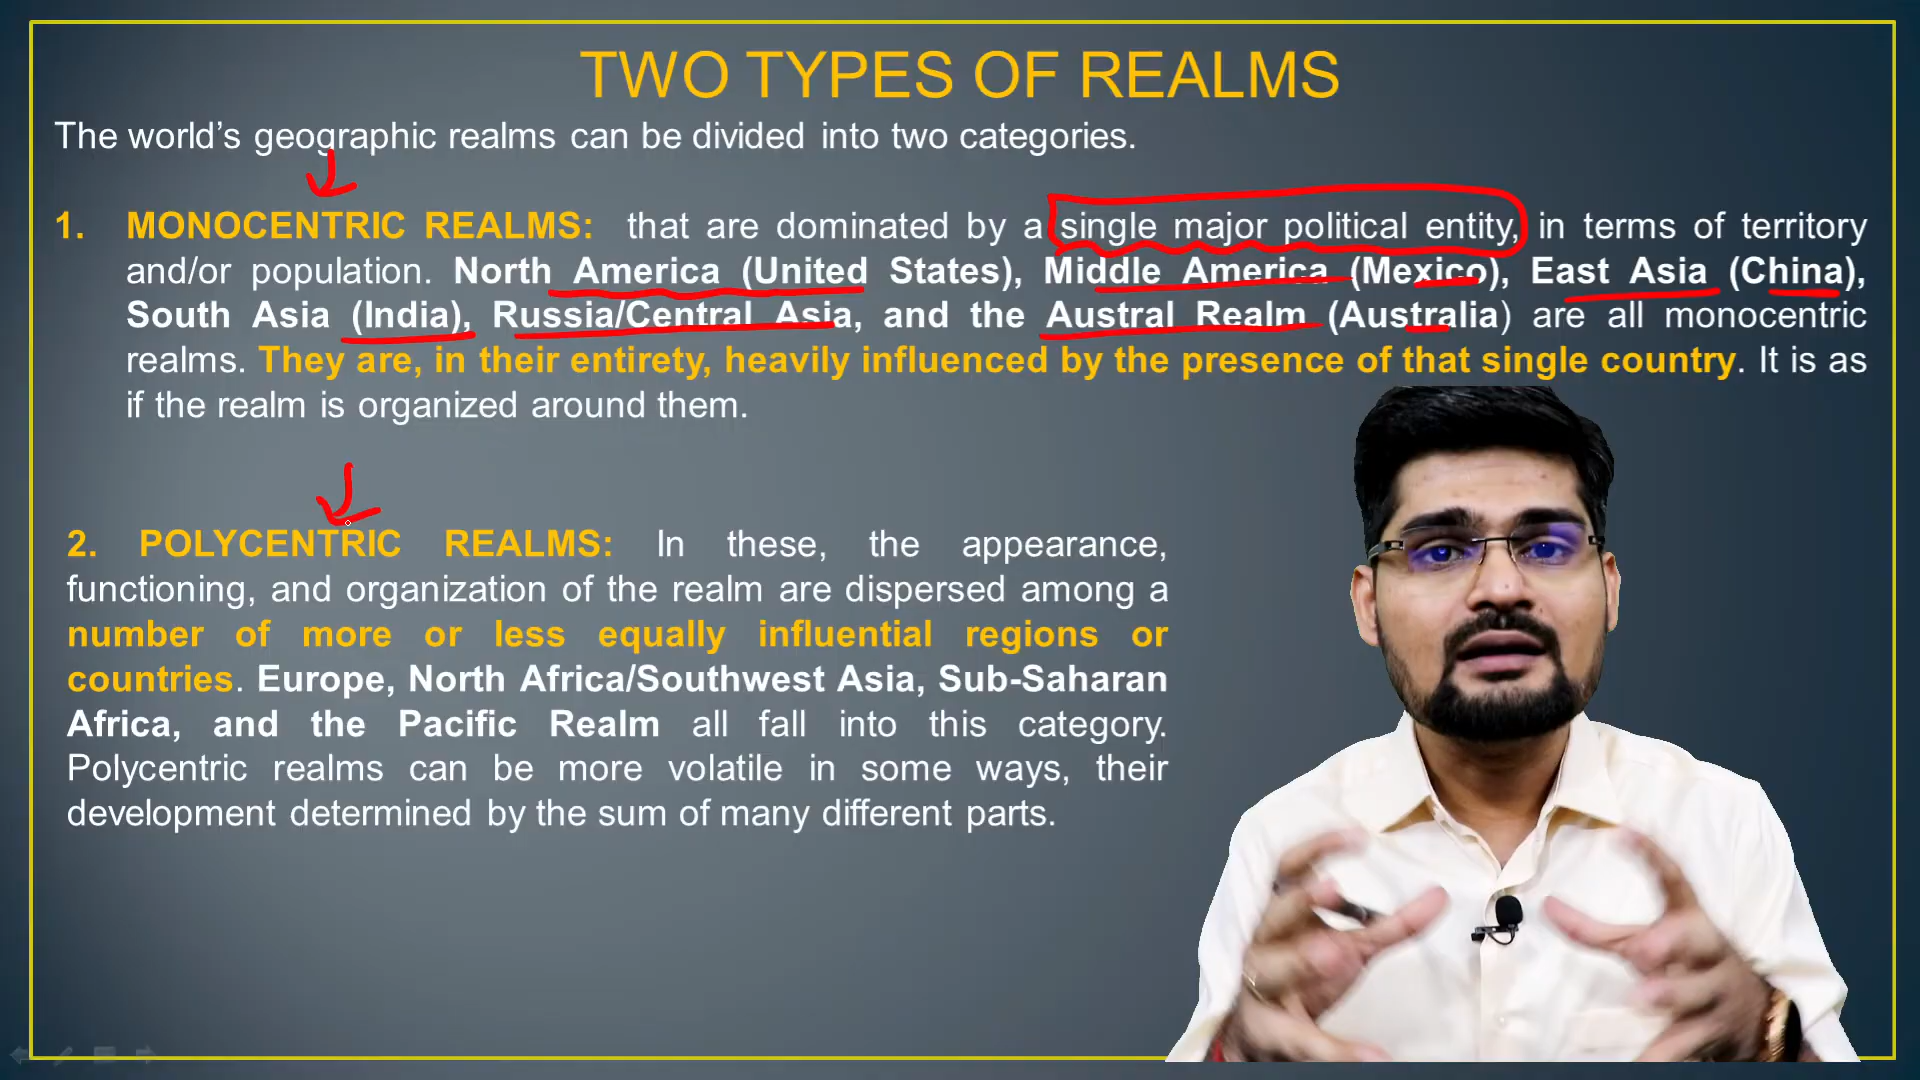 TWO TYPES OF REALMS
The world’s geographic realms can be divided into two categories.
1. MONOCENTRIC REALMS: that are dominated by a single major political entity, in terms of territory
and/or population. North America (United States), Middle America (Mexico), East Asia (China),
South Asia (India), Russia/Central Asia, and the Austral Realm (Australia) are all monocentric
realms. They are, in their entirety, heavily influenced by the presence of that single country. It is as
if the realm is organized around them.
2. POLYCENTRIC REALMS: In these, the appearance,
functioning, and organization of the realm are dispersed among a
number of more or less equally influential regions or
countries. Europe, North Africa/Southwest Asia, Sub-Saharan
Africa, and the Pacific Realm all fall into this category.
Polycentric realms can be more volatile in some ways, their
development determined by the sum of many different parts.